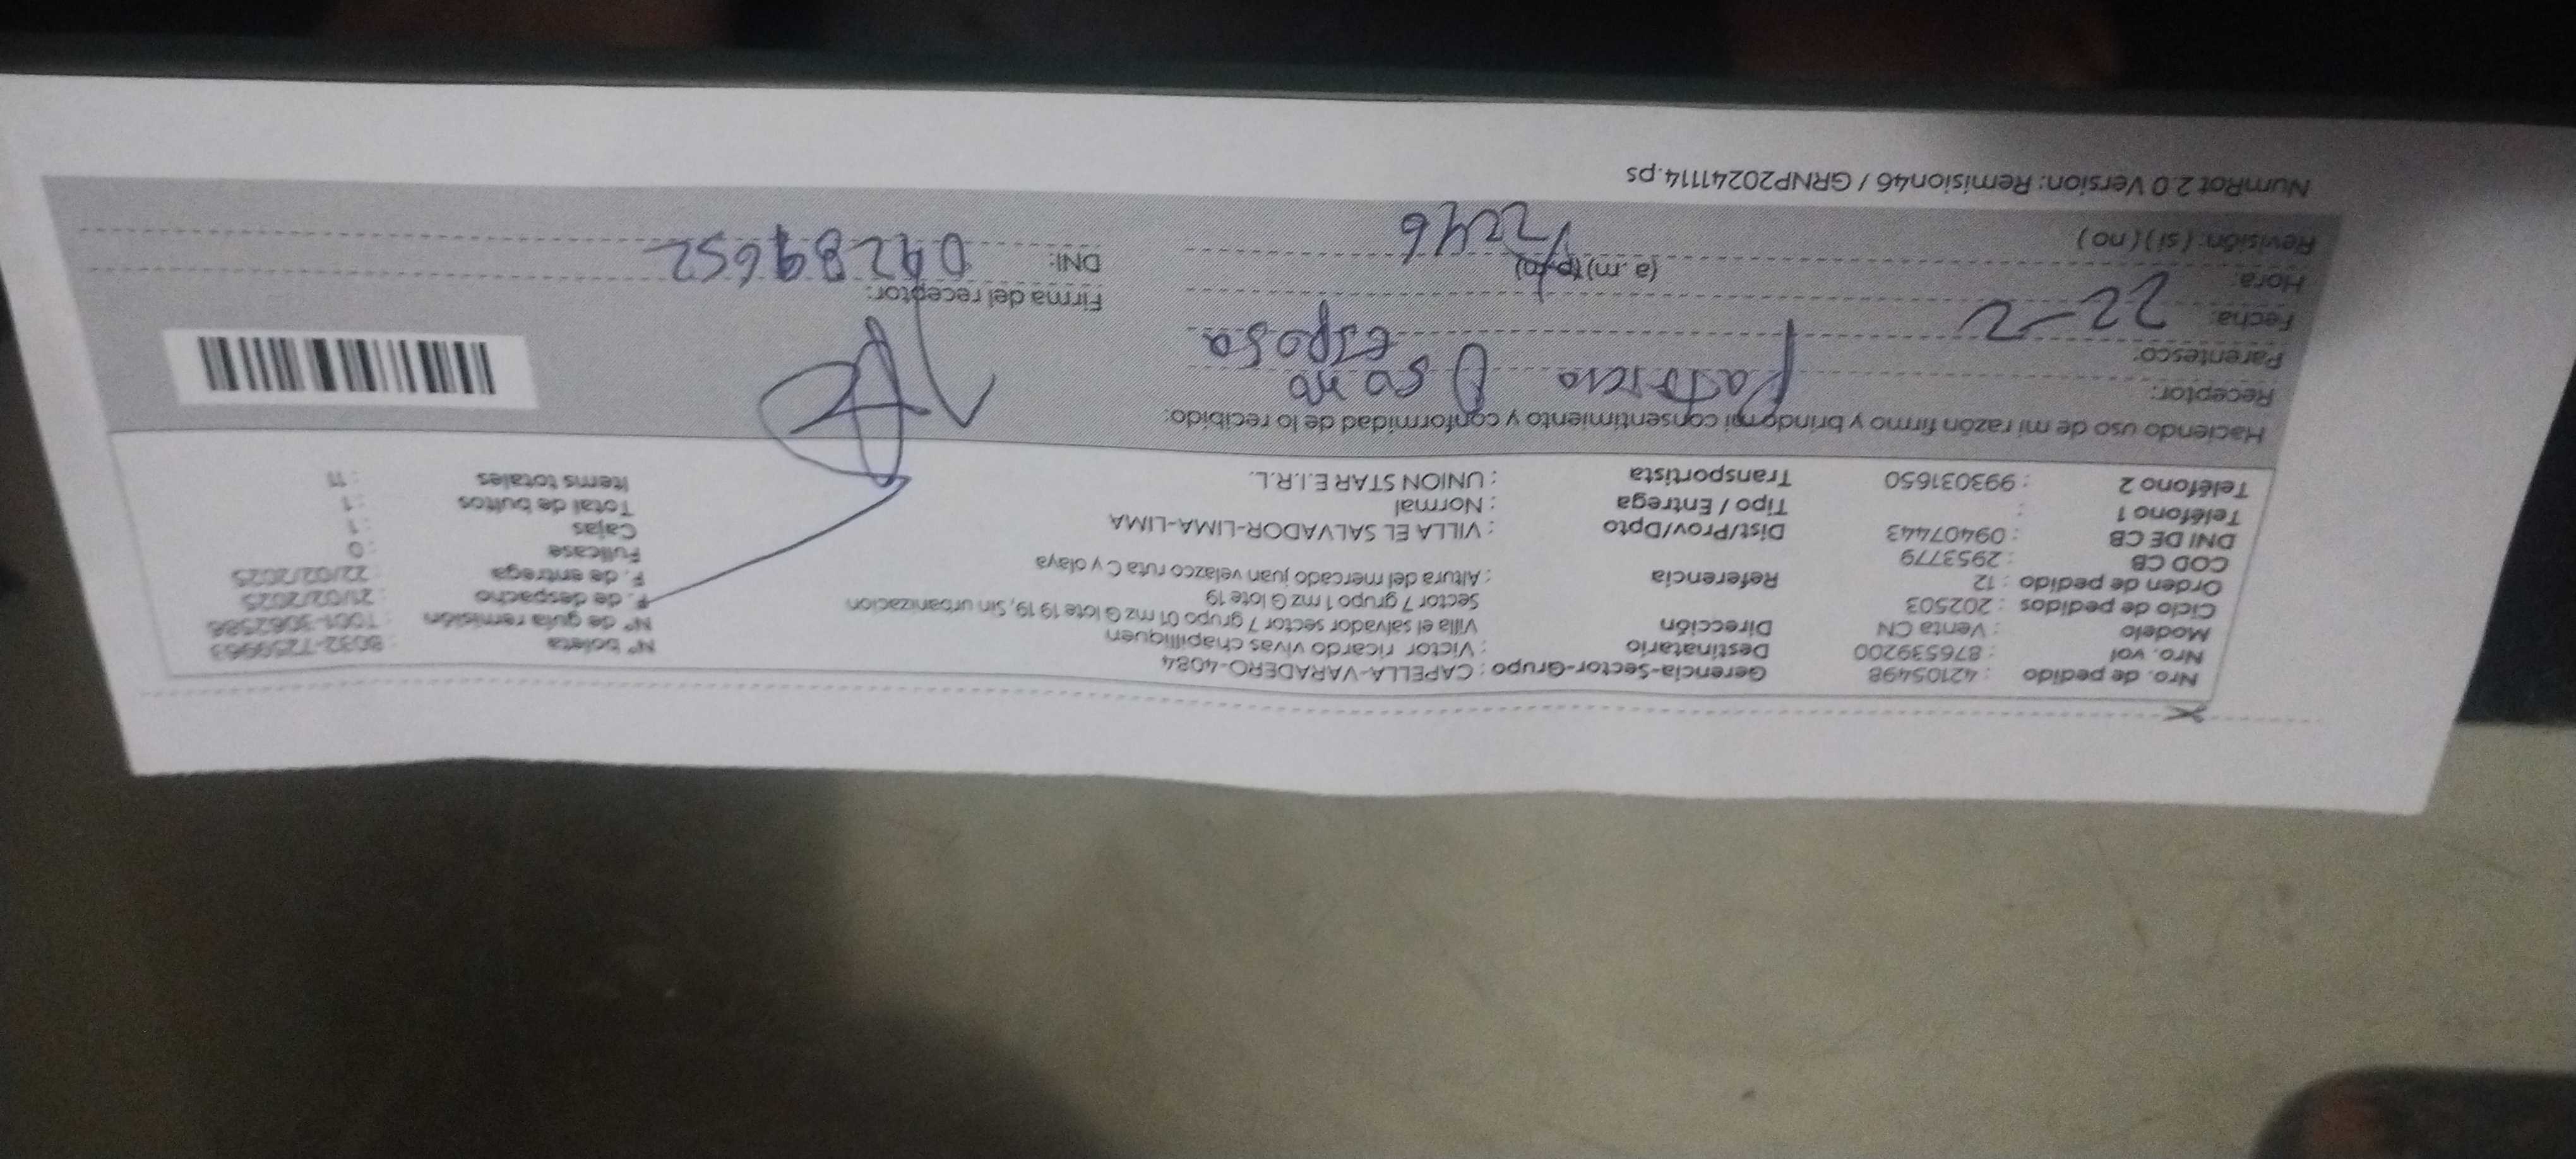 Nro. de pedido : 42105498
Nro. vol : 876539200
Modelo : Venta CN
Ciclo de pedidos : 202503
Orden de pedido : 12
COD CB : 2953779
DNI DE CB : 09407443
Teléfono 1 :
Teléfono 2 : 993031650
Gerencia-Sector-Grupo : CAPELLA-VARADERO-4084
Destinatario : Victor ricardo vivas chapilliquen
Dirección Villa el salvador sector 7 grupo 01 mz G lote 19 19, Sin urbanizacion
Sector 7 grupo 1 mz G lote 19
Referencia : Altura del mercado juan velazco ruta C y olaya
Dist/Prov/Dpto : VILLA EL SALVADOR-LIMA-LIMA
Tipo / Entrega : Normal
Transportista : UNION STAR E.I.R.L.
Nº boleta : B032-7259963
Nº de guía remisión : T001-3062586
F. de despacho : 21/02/2025
F. de entrega : 22/02/2025
Fullcase : 0
Cajas : 1
Total de bultos : 1
Items totales : 11
Haciendo uso de mi razón firmo y brindo mi consentimiento y conformidad de lo recibido:
Receptor: Patricia
Parentesco: esposa
Fecha: 22-2
Hora: (a.m)(p.m)
Revisión: (si)(no)
Firma del receptor:
DNI:
NumRot 2.0 Version: Remision46 / GRNP20241114.ps